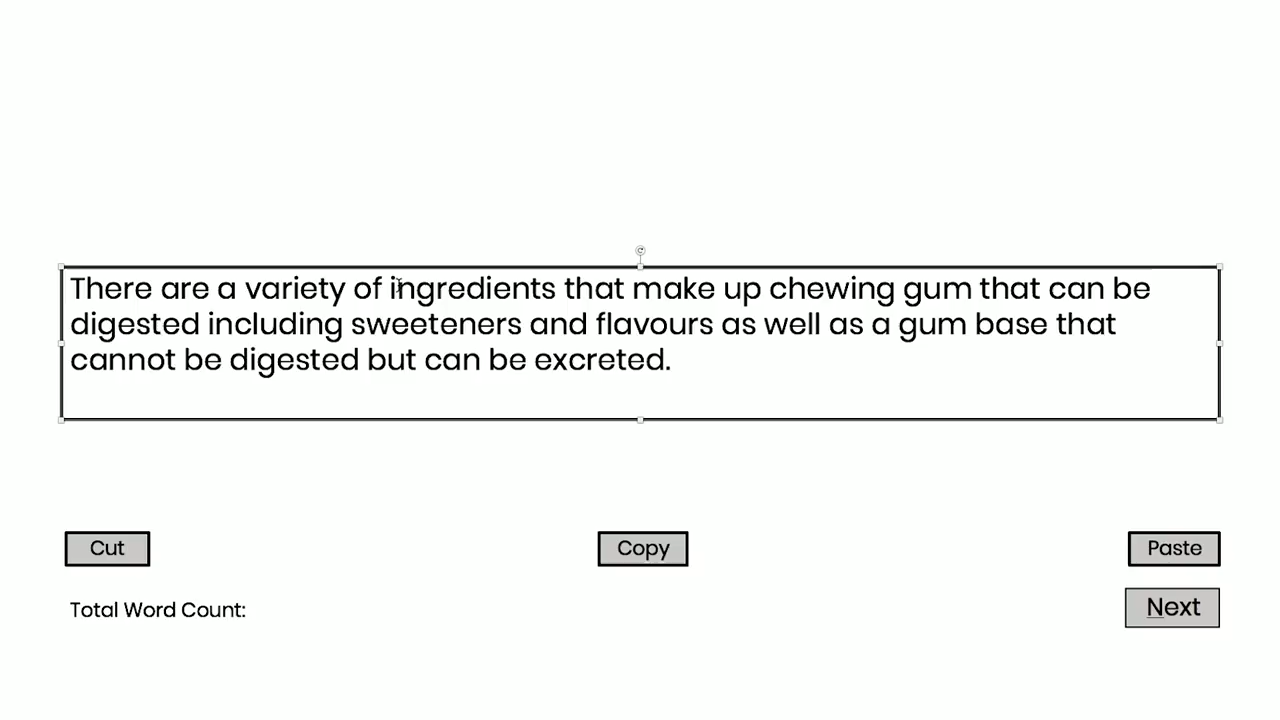 There are a variety of ingredients that make up chewing gum that can be
digested including sweeteners and flavours as well as a gum base that
cannot be digested but can be excreted.
Cut
Copy
Paste
Total Word Count:
Next